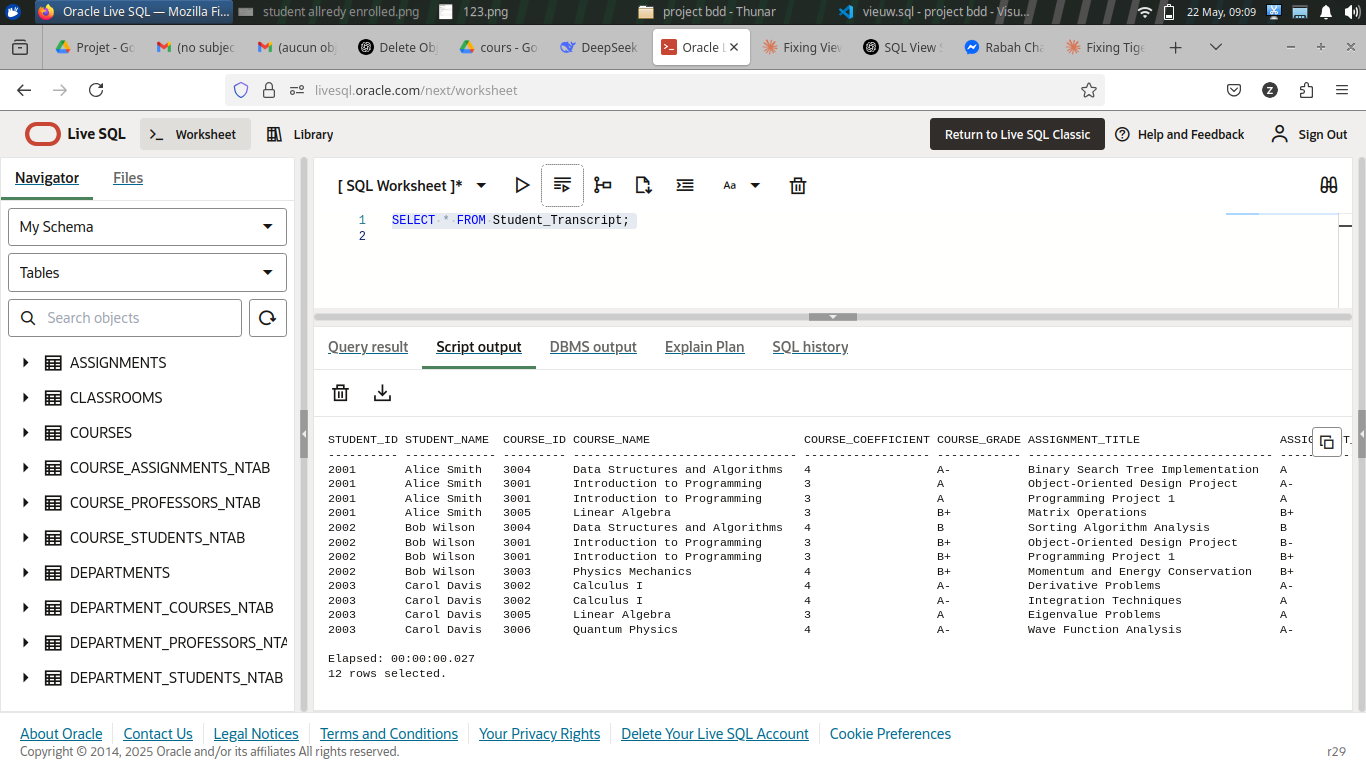 Oracle Live SQL — Mozilla Fi...
student allredy enrolled.png
123.png
project bdd - Thunar
vieuw.sql - project bdd - Visu...
22 May, 09:09
Projet - Go
(no subjec
(aucun obj
Delete Obj
cours - Go
DeepSeek
Oracle L
Fixing View
SQL View S
Rabah Cha
Fixing Tige
livesql.oracle.com/next/worksheet
Z
Live SQL
Worksheet
Library
Return to Live SQL Classic
Help and Feedback
Sign Out
Navigator
Files
My Schema
Tables
Search objects
ASSIGNMENTS
CLASSROOMS
COURSES
COURSE_ASSIGNMENTS_NTAB
COURSE_PROFESSORS_NTAB
COURSE_STUDENTS_NTAB
DEPARTMENTS
DEPARTMENT_COURSES_NTAB
DEPARTMENT_PROFESSORS_NTA
DEPARTMENT_STUDENTS_NTAB
[ SQL Worksheet ]*
Aa
1 SELECT * FROM Student_Transcript;
2
Query result
Script output
DBMS output
Explain Plan
SQL history
STUDENT_ID STUDENT_NAME COURSE_ID COURSE_NAME COURSE_COEFFICIENT COURSE_GRADE ASSIGNMENT_TITLE
---------- ------------- --------- ------------------------------- ------------------ ------------ ----------------------------------- -----
2001 Alice Smith 3004 Data Structures and Algorithms 4 A- Binary Search Tree Implementation A
2001 Alice Smith 3001 Introduction to Programming 3 A Object-Oriented Design Project A-
2001 Alice Smith 3001 Introduction to Programming 3 A Programming Project 1 A
2001 Alice Smith 3005 Linear Algebra 3 B+ Matrix Operations B+
2002 Bob Wilson 3004 Data Structures and Algorithms 4 B Sorting Algorithm Analysis B
2002 Bob Wilson 3001 Introduction to Programming 3 B+ Object-Oriented Design Project B-
2002 Bob Wilson 3001 Introduction to Programming 3 B+ Programming Project 1 B+
2002 Bob Wilson 3003 Physics Mechanics 4 B+ Momentum and Energy Conservation B+
2003 Carol Davis 3002 Calculus I 4 A- Derivative Problems A-
2003 Carol Davis 3002 Calculus I 4 A- Integration Techniques A
2003 Carol Davis 3005 Linear Algebra 3 A Eigenvalue Problems A
2003 Carol Davis 3006 Quantum Physics 4 A- Wave Function Analysis A-
Elapsed: 00:00:00.027
12 rows selected.
About Oracle
Contact Us
Legal Notices
Terms and Conditions
Your Privacy Rights
Delete Your Live SQL Account
Cookie Preferences
Copyright © 2014, 2025 Oracle and/or its affiliates All rights reserved.
r29